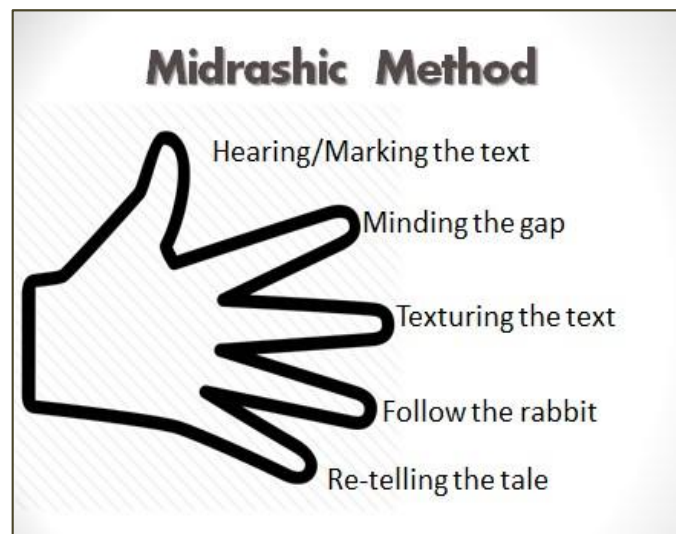 Midrashic Method
Hearing/Marking the text
Minding the gap
Texturing the text
Follow the rabbit
Re-telling the tale